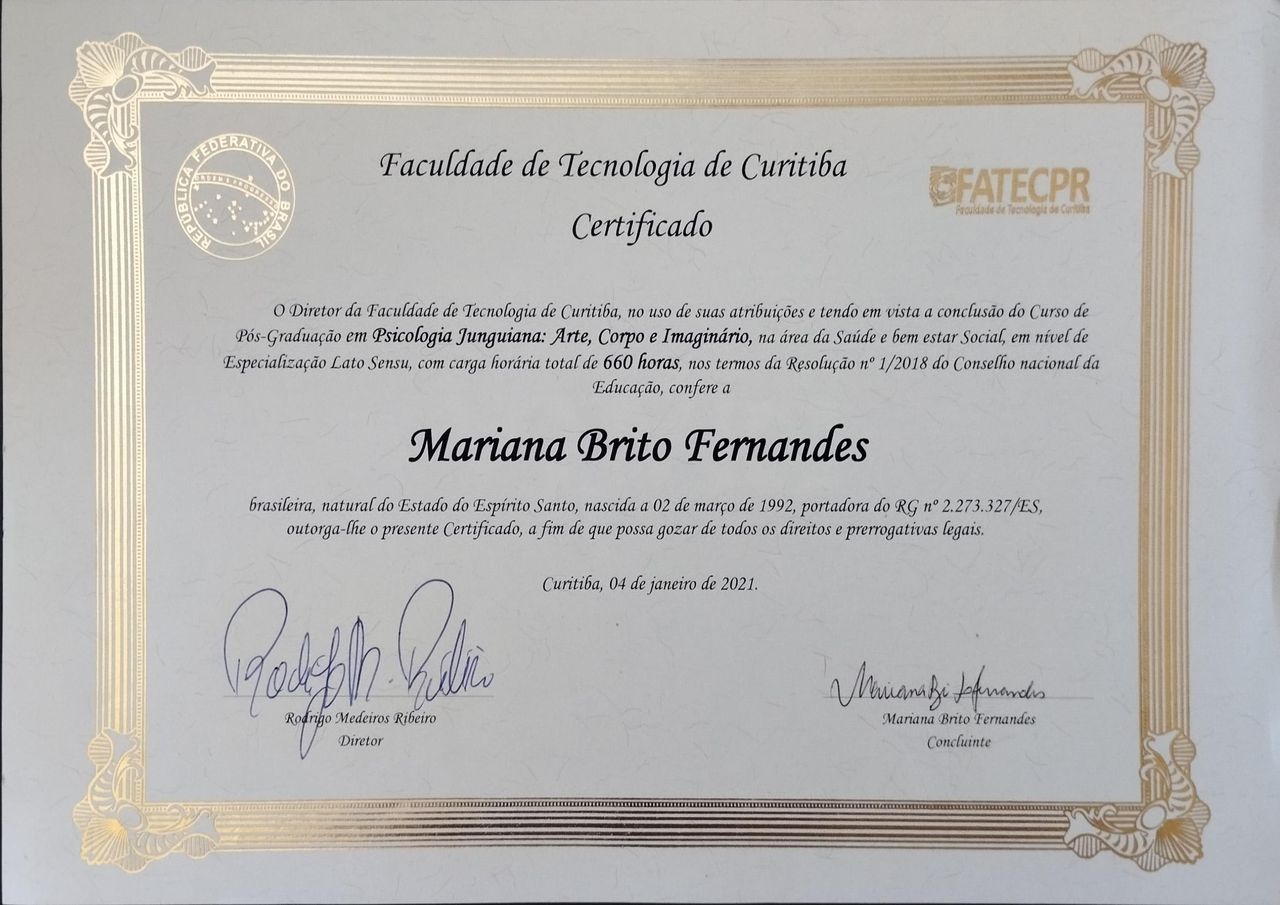 REPÚBLICA FEDERATIVA DO BRASIL
ORDEM E PROGRESSO
Faculdade de Tecnologia de Curitiba
FATECPR
Faculdade de Tecnologia de Curitiba
Certificado
O Diretor da Faculdade de Tecnologia de Curitiba, no uso de suas atribuições e tendo em vista a conclusão do Curso de
Pós-Graduação em Psicologia Junguiana: Arte, Corpo e Imaginário, na área da Saúde e bem estar Social, em nível de
Especialização Lato Sensu, com carga horária total de 660 horas, nos termos da Resolução nº 1/2018 do Conselho nacional da
Educação, confere a
Mariana Brito Fernandes
brasileira, natural do Estado do Espírito Santo, nascida a 02 de março de 1992, portadora do RG nº 2.273.327/ES,
outorga-lhe o presente Certificado, a fim de que possa gozar de todos os direitos e prerrogativas legais.
Curitiba, 04 de janeiro de 2021.
Rodrigo Medeiros Ribeiro
Diretor
Mariana Brito Fernandes
Concluinte